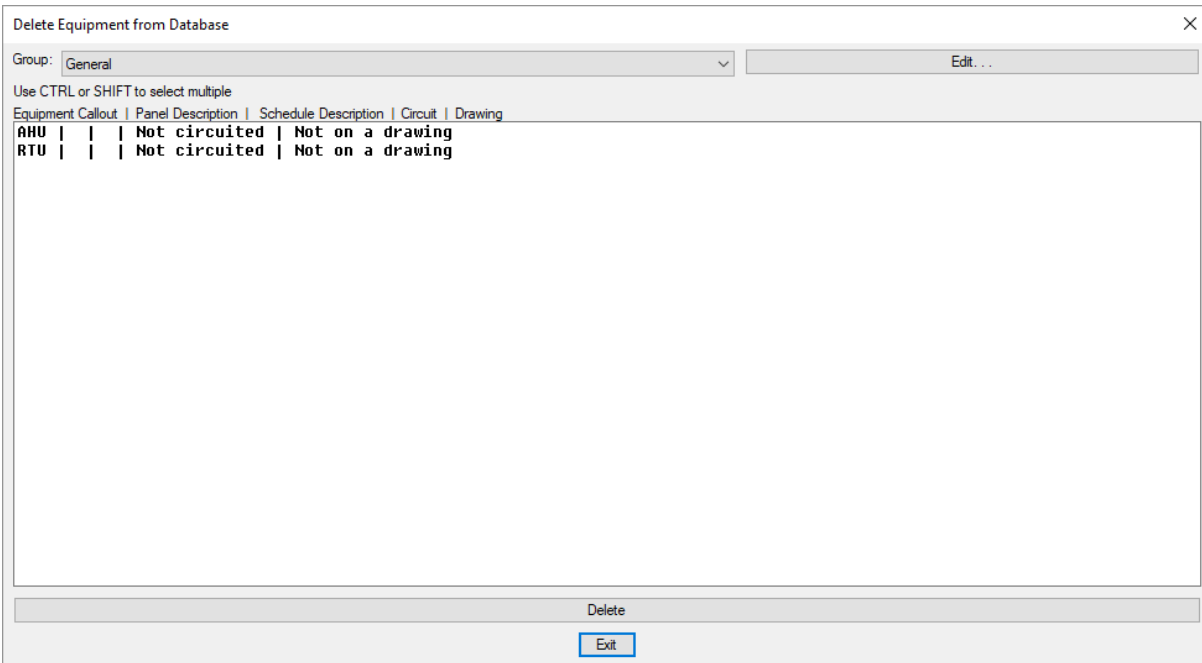 Delete Equipment from Database
Group: General Edit. . .
Use CTRL or SHIFT to select multiple
Equipment Callout | Panel Description | Schedule Description | Circuit | Drawing
AHU | | | Not circuited | Not on a drawing
RTU | | | Not circuited | Not on a drawing
Delete
Exit